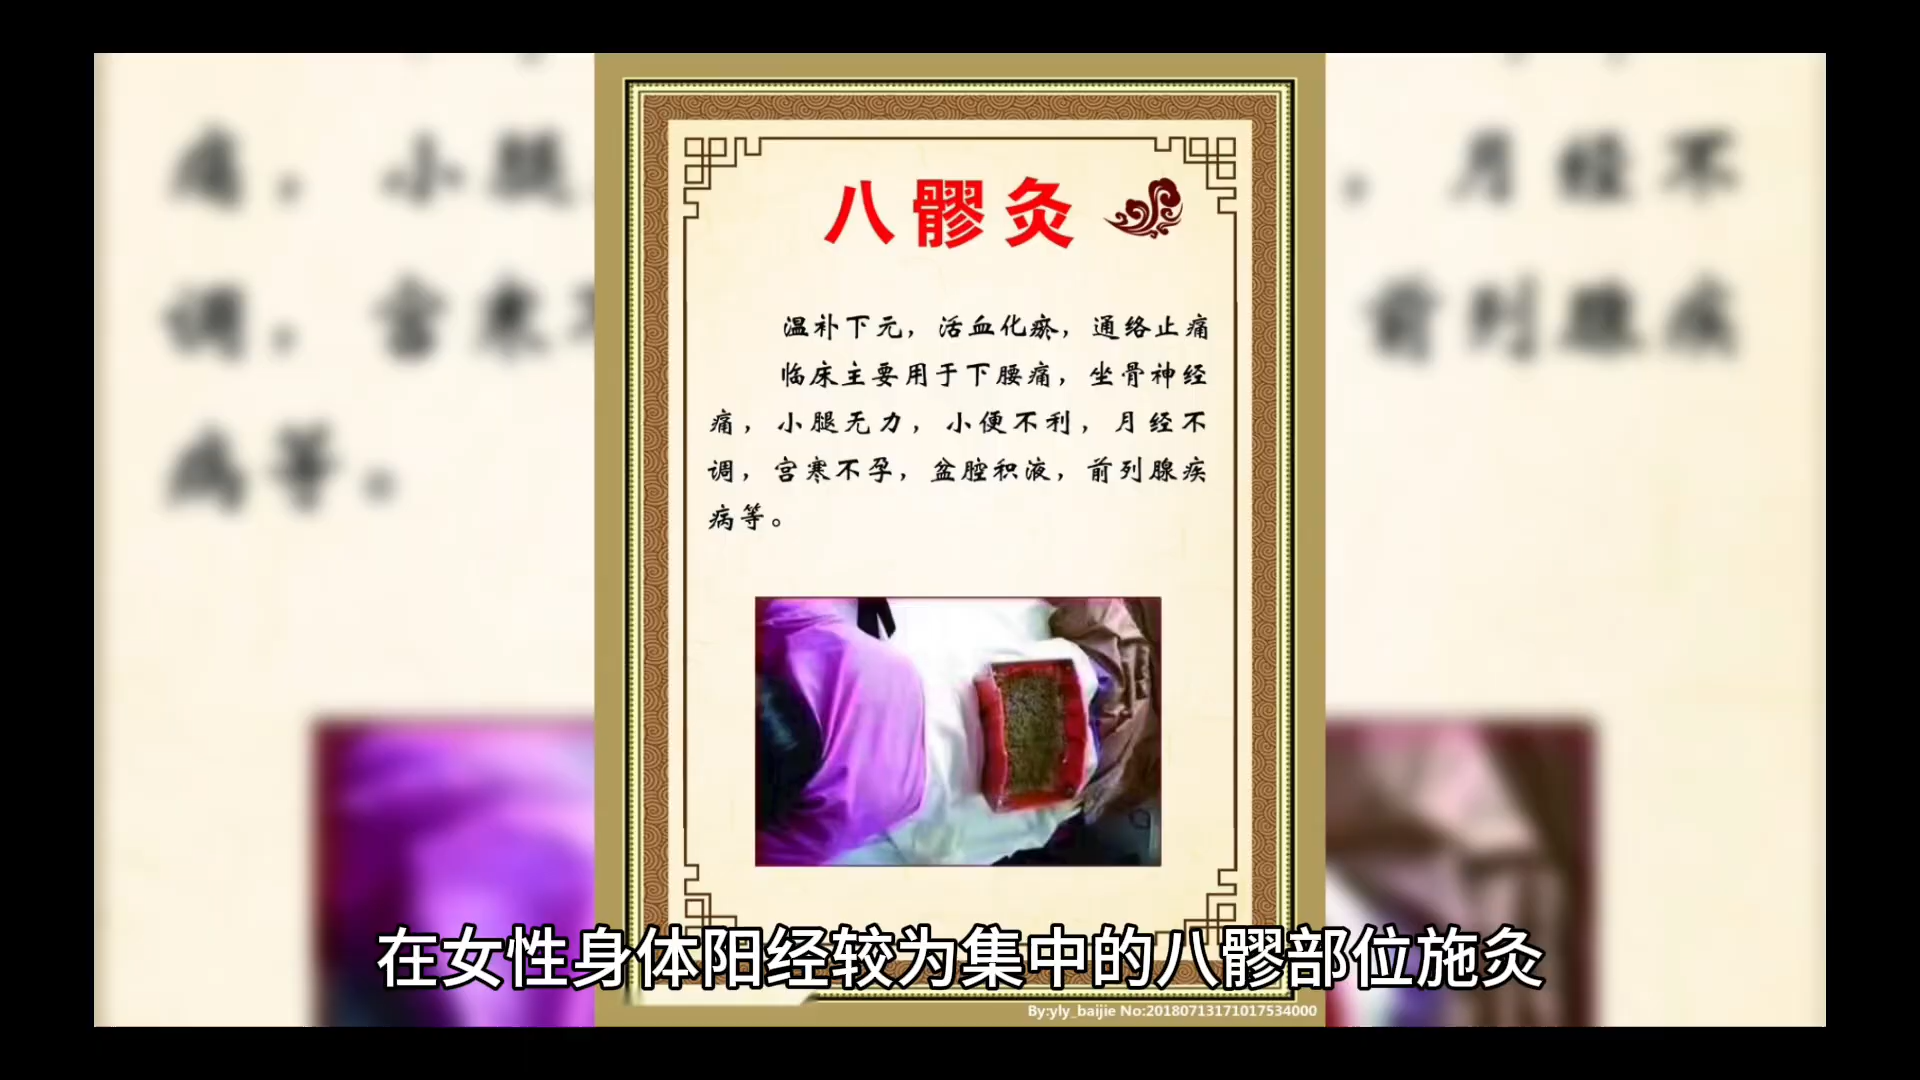 八髎灸
温补下元，活血化瘀，通络止痛
临床主要用于下腰痛，坐骨神经
痛，小腿无力，小便不利，月经不
调，宫寒不孕，盆腔积液，前列腺疾
病等。
在女性身体阳经较为集中的八髎部位施灸
By:yly_baijie No:20180713171017534000